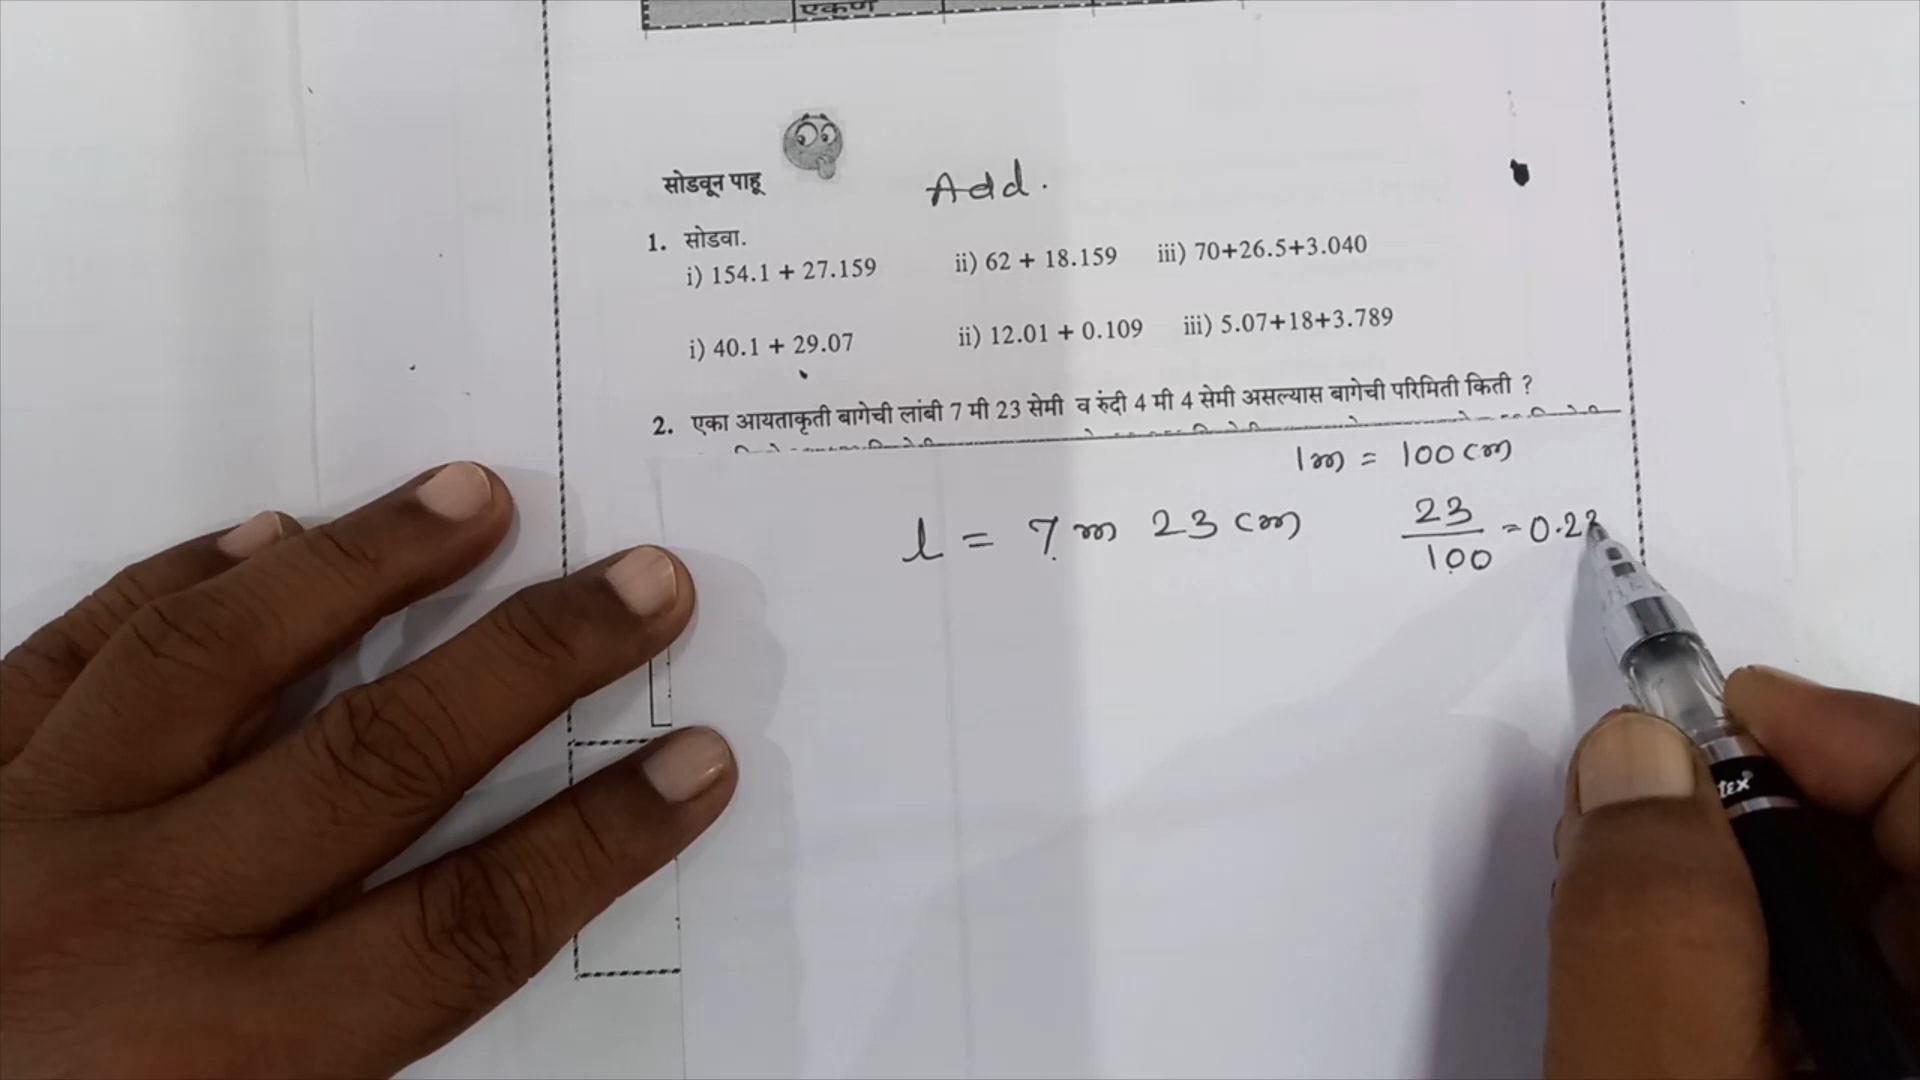 एकूण
सोडवून पाहू
Add.
1. सोडवा.
i) 154.1 + 27.159 ii) 62 + 18.159 iii) 70+26.5+3.040
i) 40.1 + 29.07 ii) 12.01 + 0.109 iii) 5.07+18+3.789
2. एका आयताकृती बागेची लांबी 7 मी 23 सेमी व रुंदी 4 मी 4 सेमी असल्यास बागेची परिमिती किती ?
1m = 100 cm
l = 7 m 23 cm
23/100 = 0.23
tex